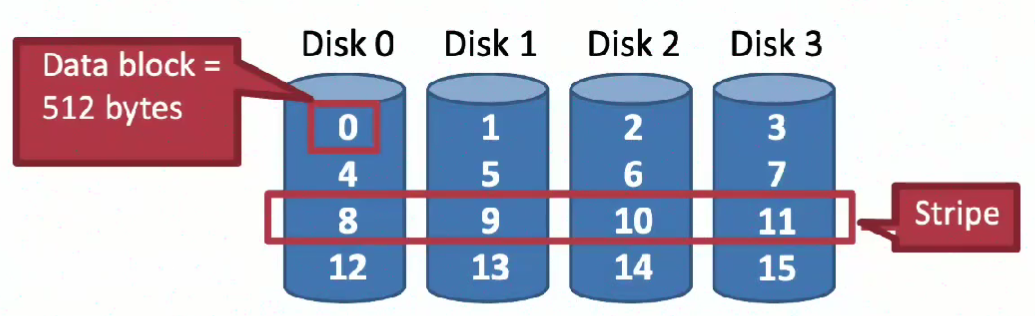 Disk 0 Disk 1 Disk 2 Disk 3
Data block =
512 bytes
0 1 2 3
4 5 6 7
8 9 10 11
Stripe
12 13 14 15